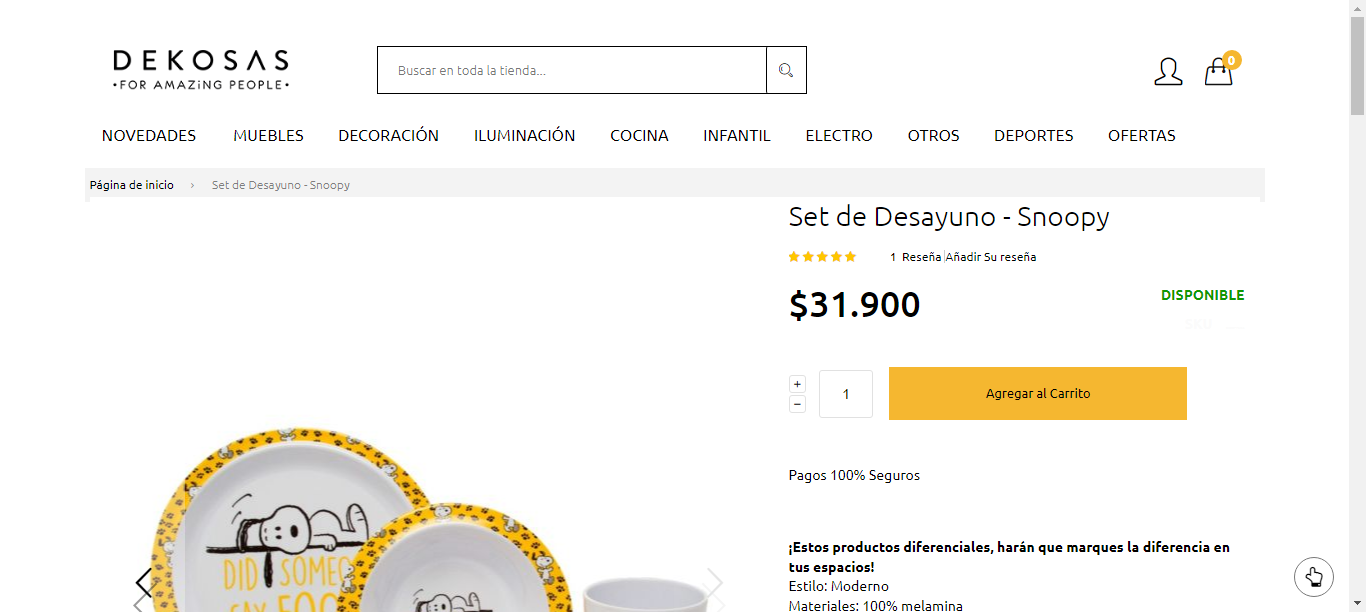 DEKOSAS
•FOR AMAZiNG PEOPLE•
Buscar en toda la tienda...
0
NOVEDADES MUEBLES DECORACIÓN ILUMINACIÓN COCINA INFANTIL ELECTRO OTROS DEPORTES OFERTAS
Página de inicio › Set de Desayuno - Snoopy
Set de Desayuno - Snoopy
1 Reseña Añadir Su reseña
$31.900
DISPONIBLE
SKU
+
−
1
Agregar al Carrito
Pagos 100% Seguros
¡Estos productos diferenciales, harán que marques la diferencia en
tus espacios!
Estilo: Moderno
Materiales: 100% melamina
DID SOME
SAY FOO